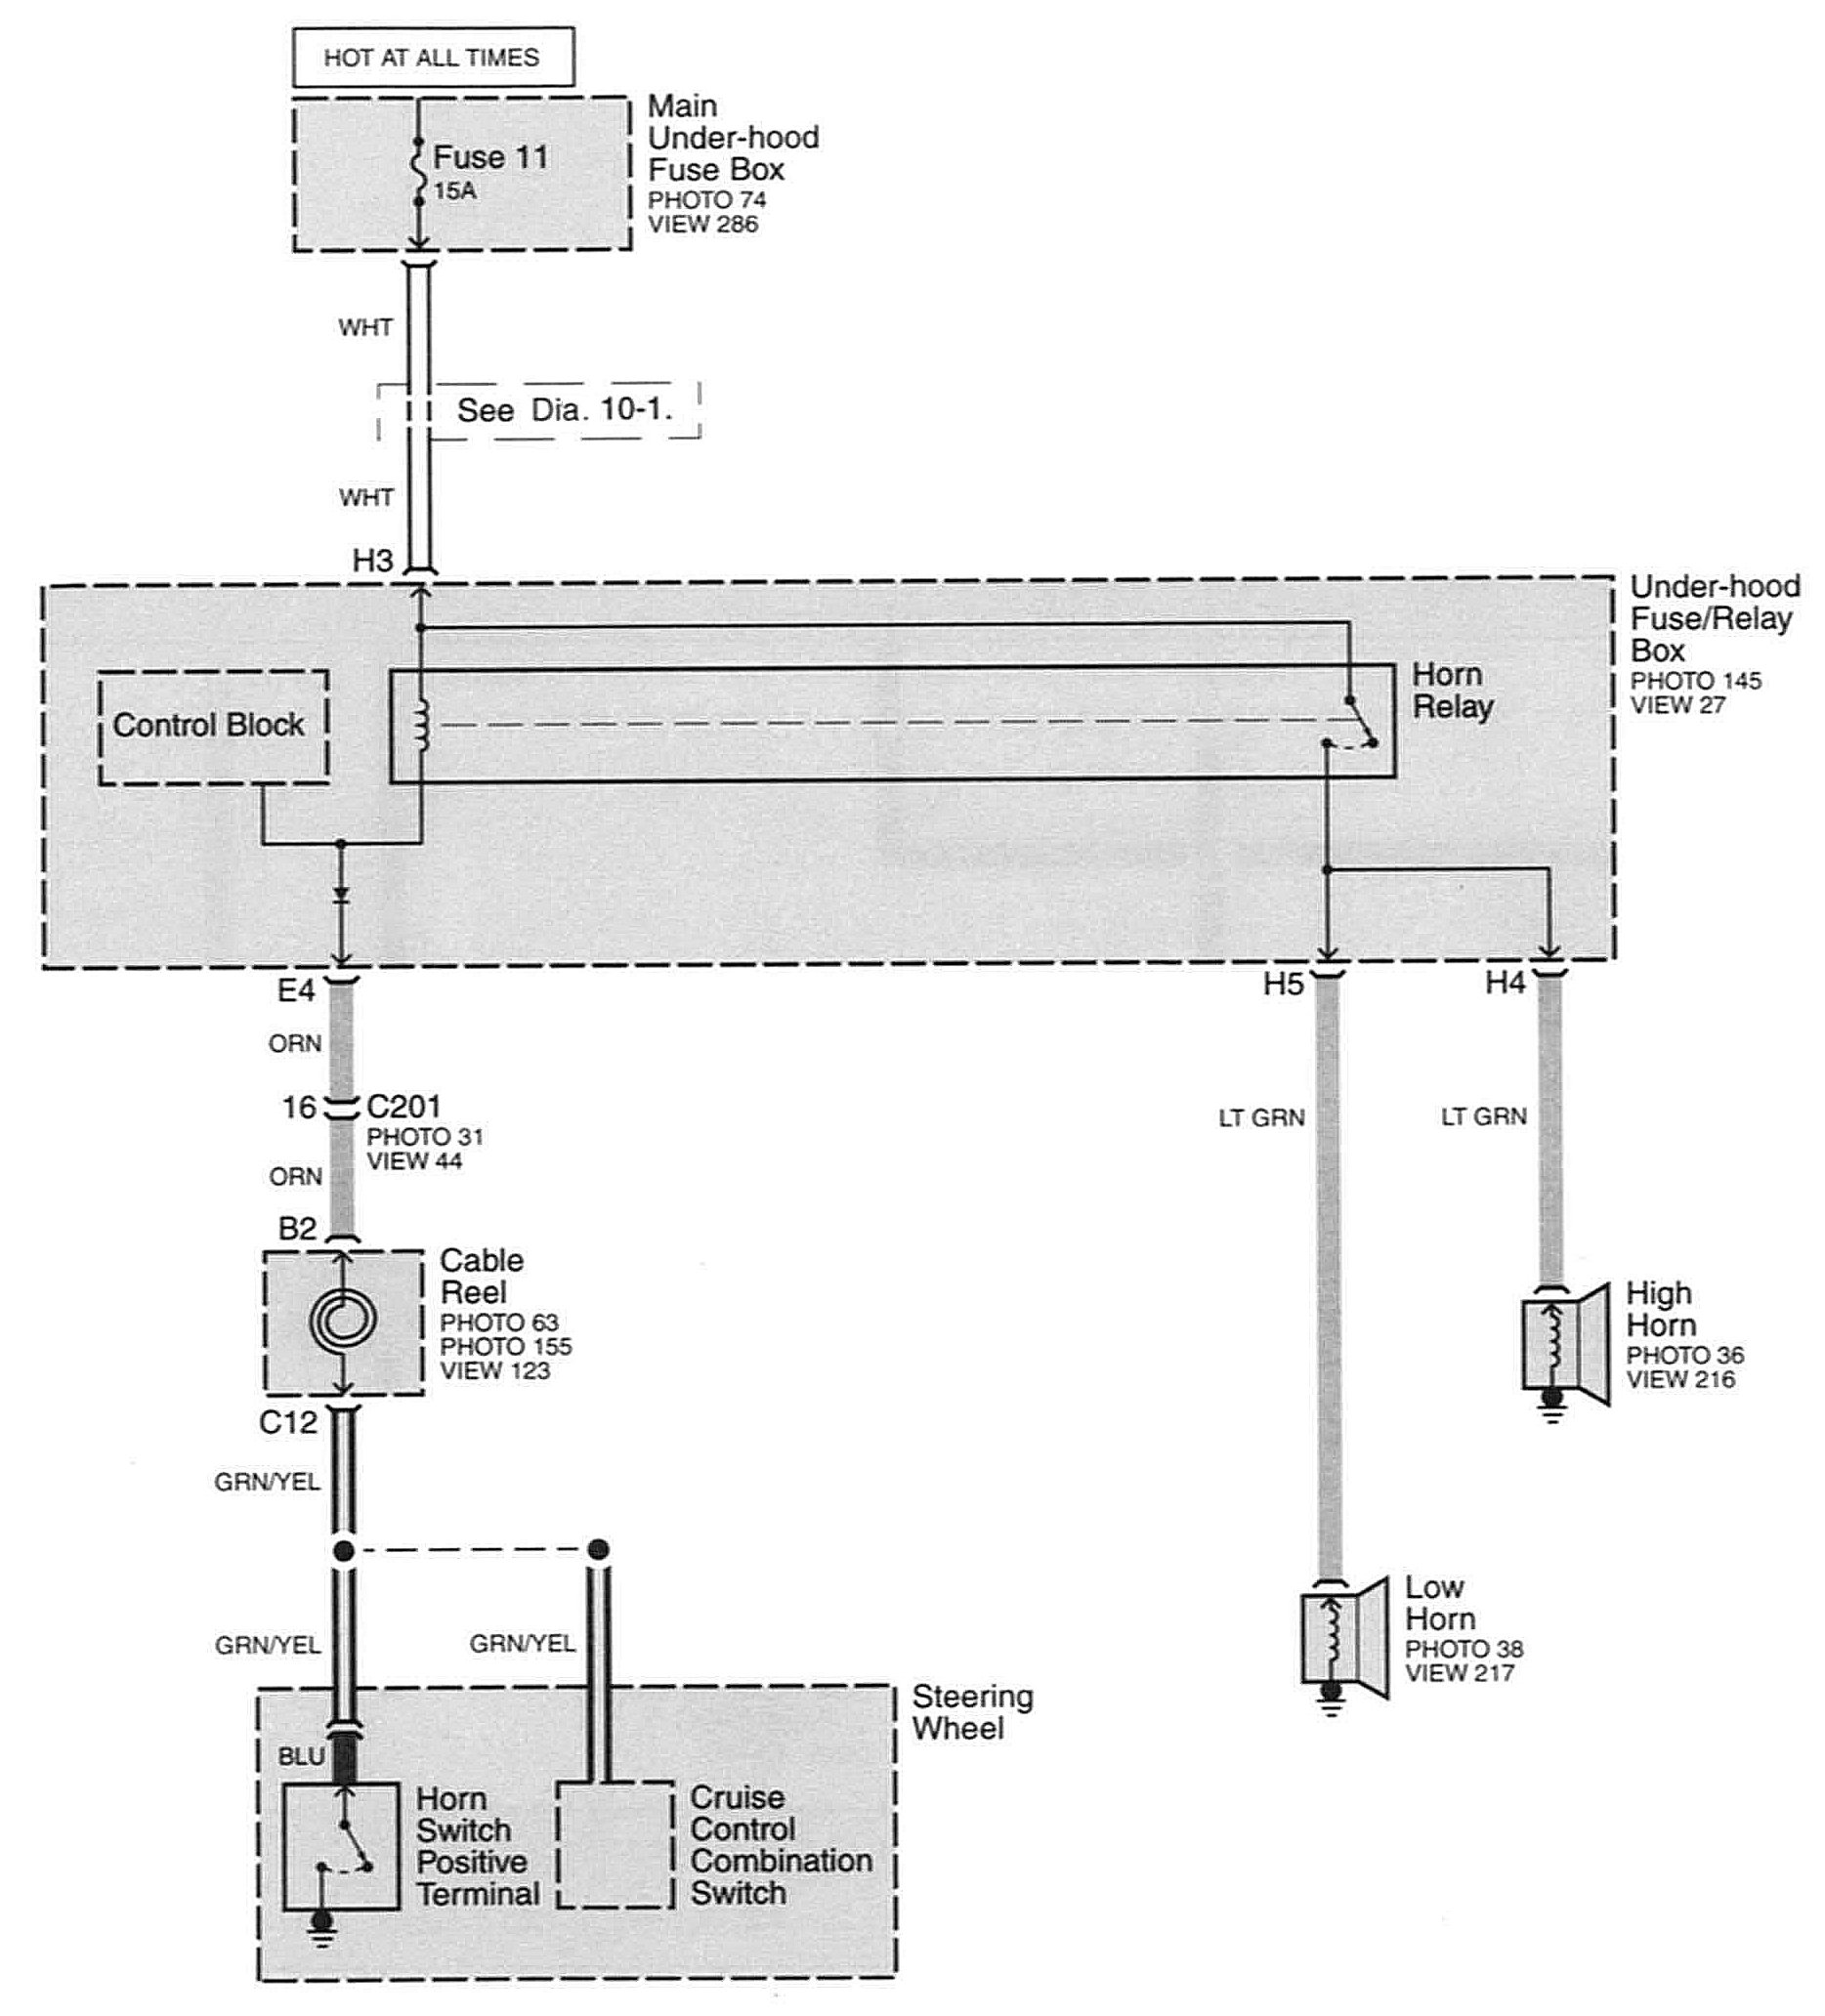 HOT AT ALL TIMES
Main
Under-hood
Fuse Box
PHOTO 74
VIEW 286
Fuse 11
15A
WHT
See Dia. 10-1.
WHT
H3
Under-hood
Fuse/Relay
Box
PHOTO 145
VIEW 27
Horn
Relay
Control Block
E4
H5
H4
ORN
16
C201
PHOTO 31
VIEW 44
LT GRN
LT GRN
ORN
B2
Cable
Reel
PHOTO 63
PHOTO 155
VIEW 123
High
Horn
PHOTO 36
VIEW 216
C12
GRN/YEL
Low
Horn
PHOTO 38
VIEW 217
GRN/YEL
GRN/YEL
Steering
Wheel
BLU
Horn
Switch
Positive
Terminal
Cruise
Control
Combination
Switch